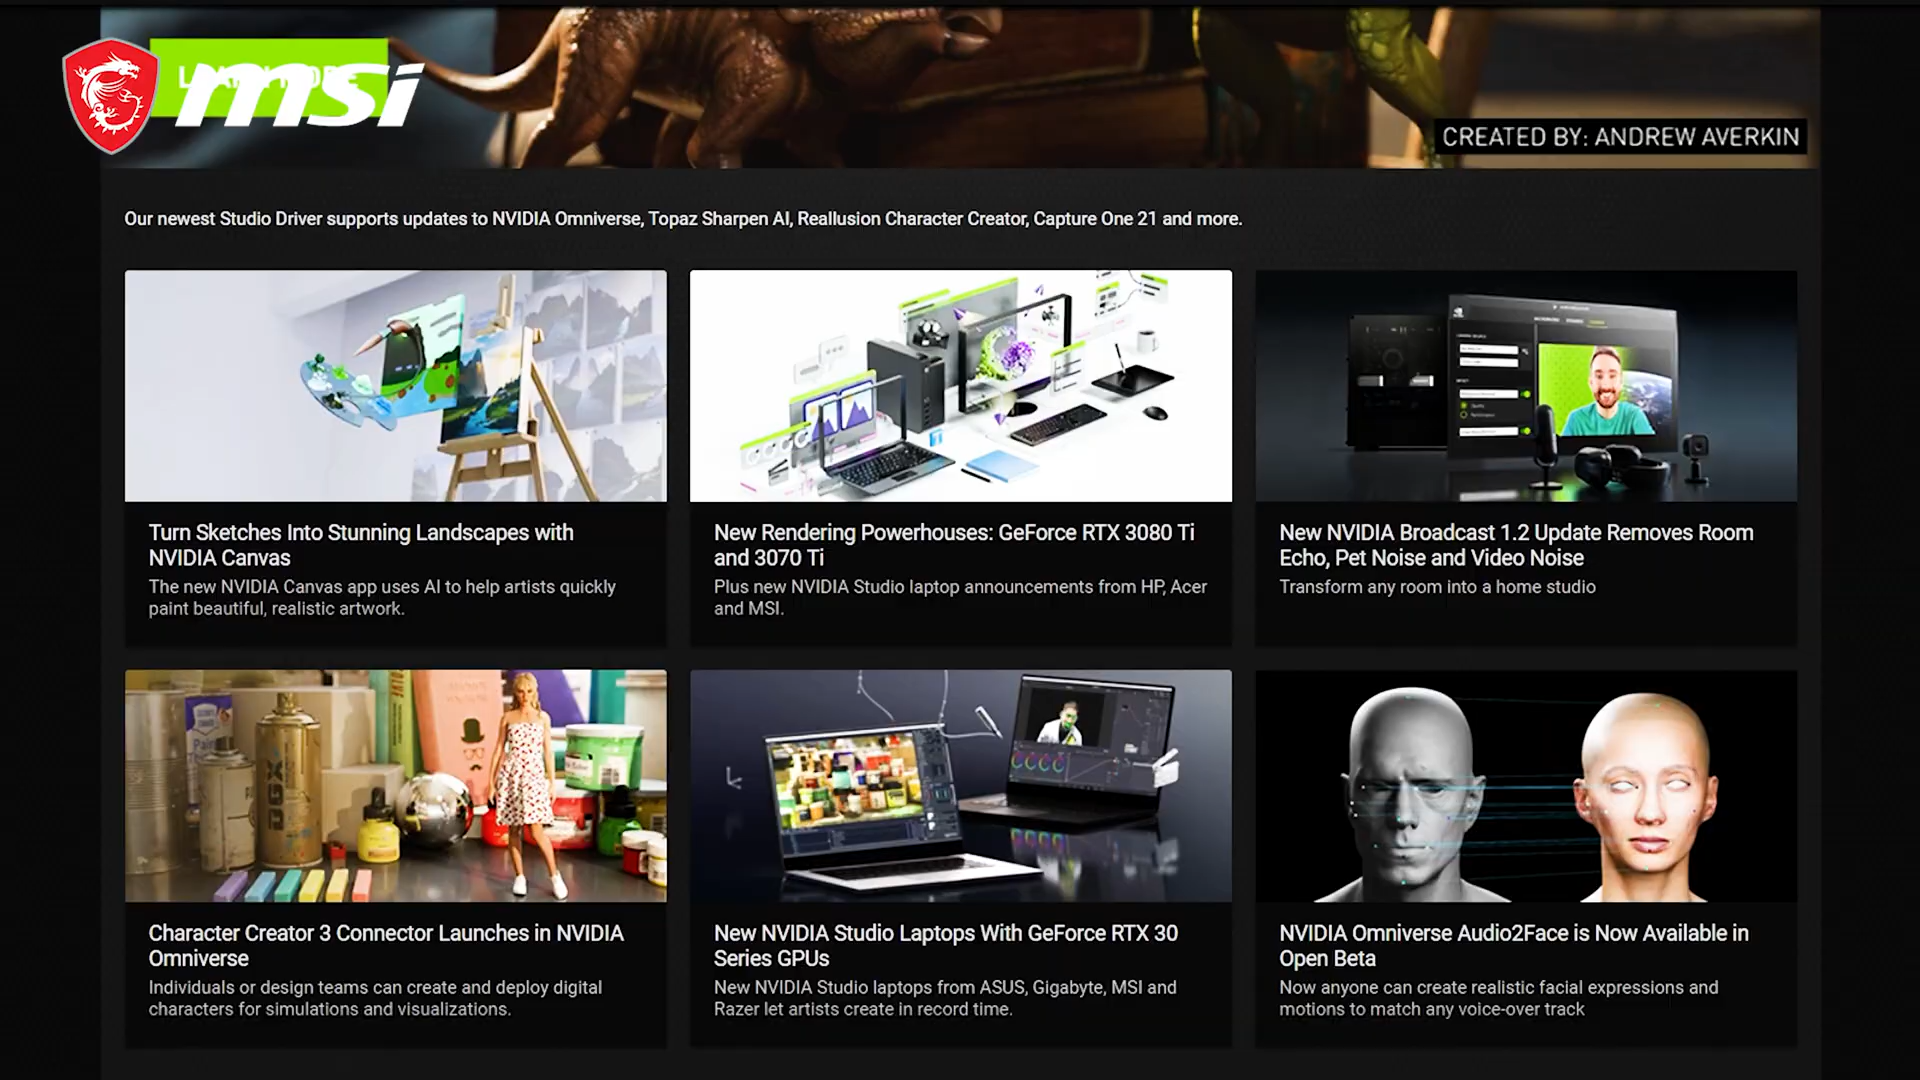 msi
CREATED BY: ANDREW AVERKIN
Our newest Studio Driver supports updates to NVIDIA Omniverse, Topaz Sharpen AI, Reallusion Character Creator, Capture One 21 and more.
Turn Sketches Into Stunning Landscapes with
NVIDIA Canvas
The new NVIDIA Canvas app uses AI to help artists quickly
paint beautiful, realistic artwork.
New Rendering Powerhouses: GeForce RTX 3080 Ti
and 3070 Ti
Plus new NVIDIA Studio laptop announcements from HP, Acer
and MSI.
New NVIDIA Broadcast 1.2 Update Removes Room
Echo, Pet Noise and Video Noise
Transform any room into a home studio
Character Creator 3 Connector Launches in NVIDIA
Omniverse
Individuals or design teams can create and deploy digital
characters for simulations and visualizations.
New NVIDIA Studio Laptops With GeForce RTX 30
Series GPUs
New NVIDIA Studio laptops from ASUS, Gigabyte, MSI and
Razer let artists create in record time.
NVIDIA Omniverse Audio2Face is Now Available in
Open Beta
Now anyone can create realistic facial expressions and
motions to match any voice-over track